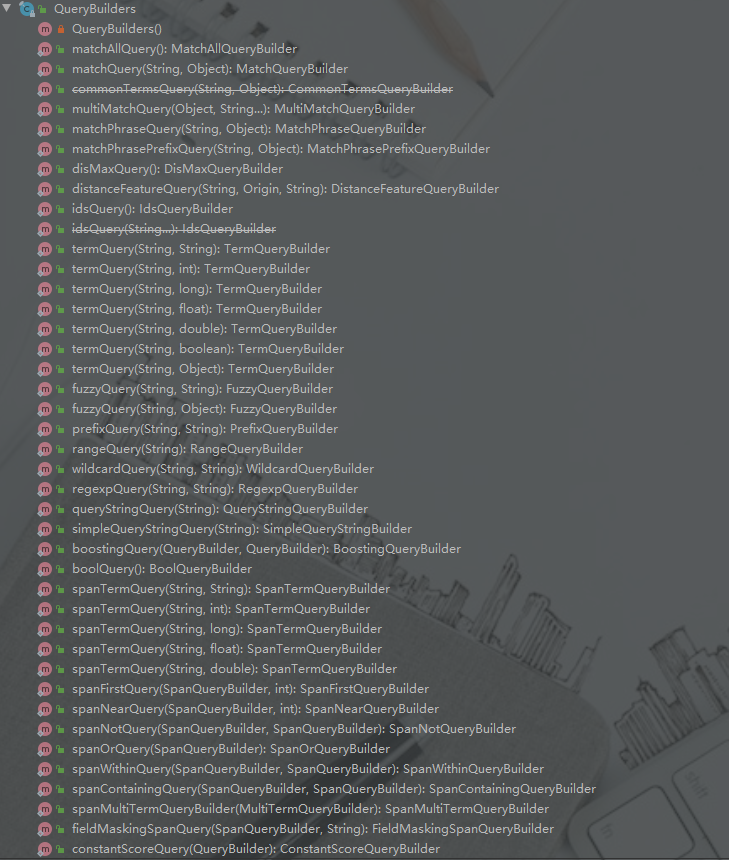 QueryBuilders
QueryBuilders()
matchAllQuery(): MatchAllQueryBuilder
matchQuery(String, Object): MatchQueryBuilder
commonTermsQuery(String, Object): CommonTermsQueryBuilder
multiMatchQuery(Object, String...): MultiMatchQueryBuilder
matchPhraseQuery(String, Object): MatchPhraseQueryBuilder
matchPhrasePrefixQuery(String, Object): MatchPhrasePrefixQueryBuilder
disMaxQuery(): DisMaxQueryBuilder
distanceFeatureQuery(String, Origin, String): DistanceFeatureQueryBuilder
idsQuery(): IdsQueryBuilder
idsQuery(String...): IdsQueryBuilder
termQuery(String, String): TermQueryBuilder
termQuery(String, int): TermQueryBuilder
termQuery(String, long): TermQueryBuilder
termQuery(String, float): TermQueryBuilder
termQuery(String, double): TermQueryBuilder
termQuery(String, boolean): TermQueryBuilder
termQuery(String, Object): TermQueryBuilder
fuzzyQuery(String, String): FuzzyQueryBuilder
fuzzyQuery(String, Object): FuzzyQueryBuilder
prefixQuery(String, String): PrefixQueryBuilder
rangeQuery(String): RangeQueryBuilder
wildcardQuery(String, String): WildcardQueryBuilder
regexpQuery(String, String): RegexpQueryBuilder
queryStringQuery(String): QueryStringQueryBuilder
simpleQueryStringQuery(String): SimpleQueryStringBuilder
boostingQuery(QueryBuilder, QueryBuilder): BoostingQueryBuilder
boolQuery(): BoolQueryBuilder
spanTermQuery(String, String): SpanTermQueryBuilder
spanTermQuery(String, int): SpanTermQueryBuilder
spanTermQuery(String, long): SpanTermQueryBuilder
spanTermQuery(String, float): SpanTermQueryBuilder
spanTermQuery(String, double): SpanTermQueryBuilder
spanFirstQuery(SpanQueryBuilder, int): SpanFirstQueryBuilder
spanNearQuery(SpanQueryBuilder, int): SpanNearQueryBuilder
spanNotQuery(SpanQueryBuilder, SpanQueryBuilder): SpanNotQueryBuilder
spanOrQuery(SpanQueryBuilder): SpanOrQueryBuilder
spanWithinQuery(SpanQueryBuilder, SpanQueryBuilder): SpanWithinQueryBuilder
spanContainingQuery(SpanQueryBuilder, SpanQueryBuilder): SpanContainingQueryBuilder
spanMultiTermQueryBuilder(MultiTermQueryBuilder): SpanMultiTermQueryBuilder
fieldMaskingSpanQuery(SpanQueryBuilder, String): FieldMaskingSpanQueryBuilder
constantScoreQuery(QueryBuilder): ConstantScoreQueryBuilder